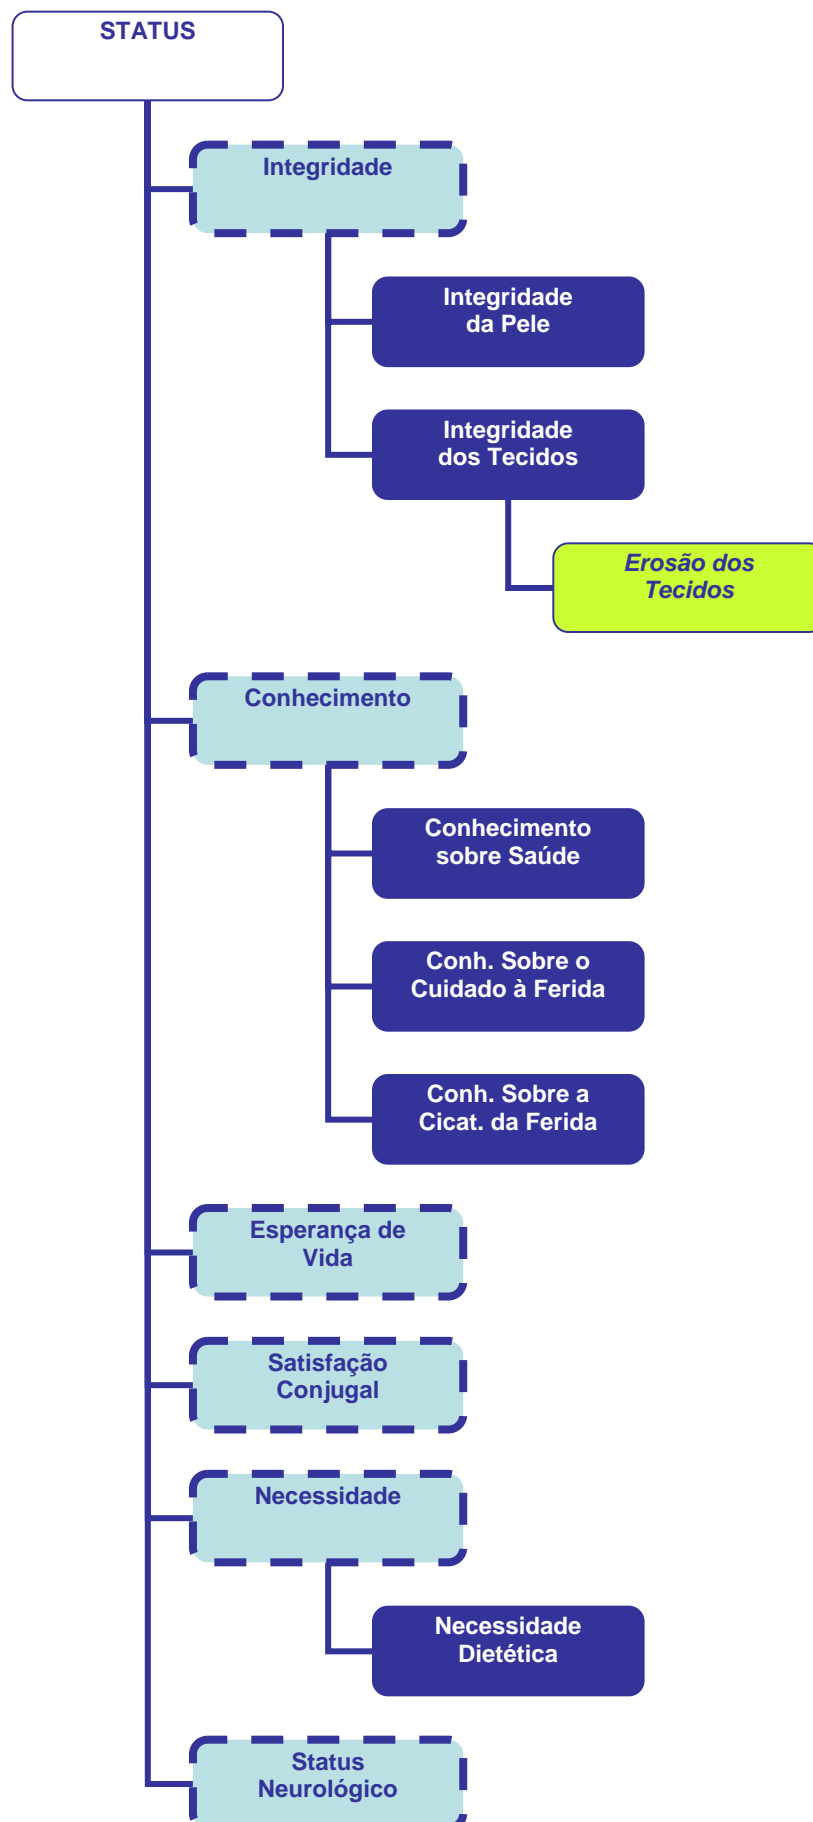 STATUS
Integridade
Integridade
da Pele
Integridade
dos Tecidos
Erosão dos
Tecidos
Conhecimento
Conhecimento
sobre Saúde
Conh. Sobre o
Cuidado à Ferida
Conh. Sobre a
Cicat. da Ferida
Esperança de
Vida
Satisfação
Conjugal
Necessidade
Necessidade
Dietética
Status
Neurológico